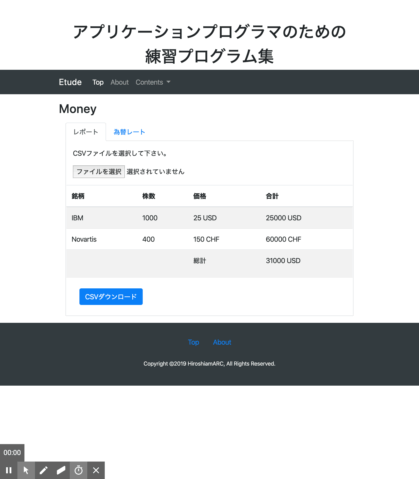 アプリケーションプログラマのための
練習プログラム集
Etude Top About Contents
Money
レポート 為替レート
CSVファイルを選択して下さい。
ファイルを選択 選択されていません
銘柄 株数 価格 合計
IBM 1000 25 USD 25000 USD
Novartis 400 150 CHF 60000 CHF
総計 31000 USD
CSVダウンロード
Top About
Copyright @2019 HiroshiamARC, All Rights Reserved.
00:00